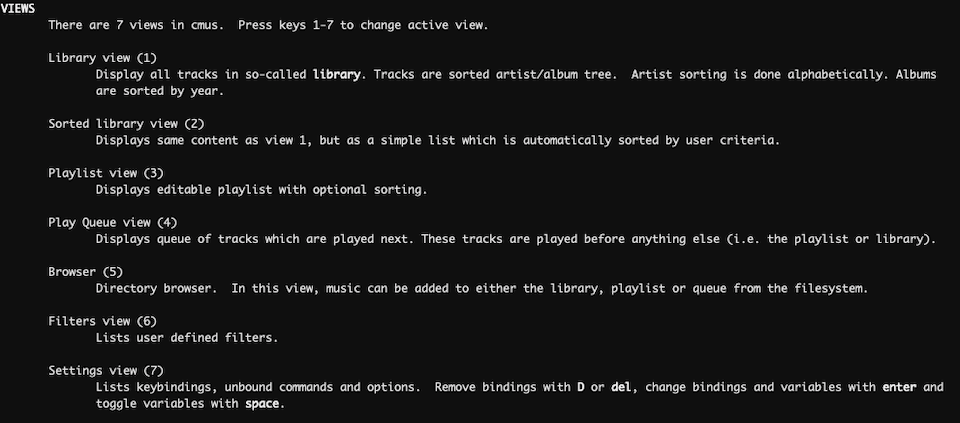 VIEWS
There are 7 views in cmus.  Press keys 1-7 to change active view.
Library view (1)
Display all tracks in so-called library. Tracks are sorted artist/album tree.  Artist sorting is done alphabetically. Albums
are sorted by year.
Sorted library view (2)
Displays same content as view 1, but as a simple list which is automatically sorted by user criteria.
Playlist view (3)
Displays editable playlist with optional sorting.
Play Queue view (4)
Displays queue of tracks which are played next. These tracks are played before anything else (i.e. the playlist or library).
Browser (5)
Directory browser.  In this view, music can be added to either the library, playlist or queue from the filesystem.
Filters view (6)
Lists user defined filters.
Settings view (7)
Lists keybindings, unbound commands and options.  Remove bindings with D or del, change bindings and variables with enter and
toggle variables with space.